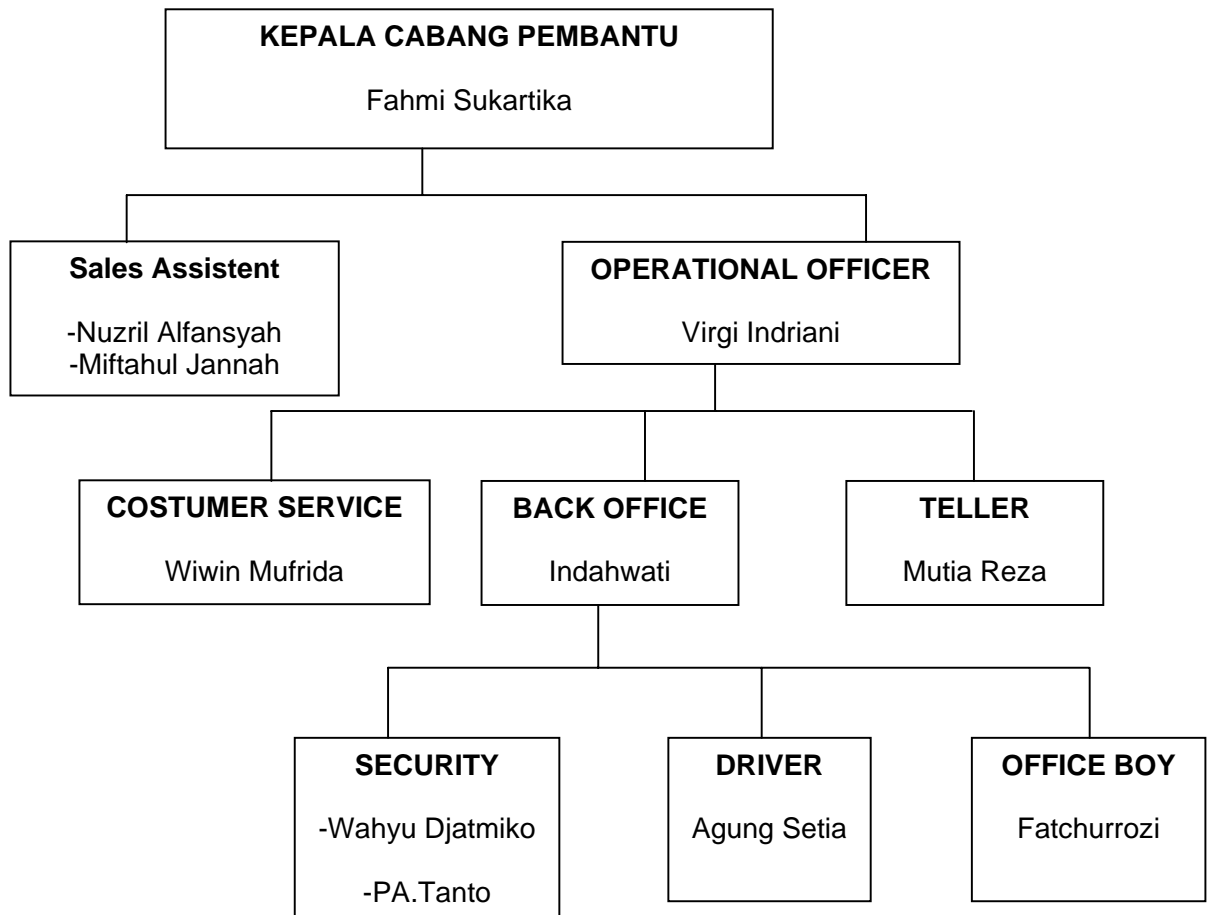 KEPALA CABANG PEMBANTU
Fahmi Sukartika
Sales Assistent
-Nuzril Alfansyah
-Miftahul Jannah
OPERATIONAL OFFICER
Virgi Indriani
COSTUMER SERVICE
Wiwin Mufrida
BACK OFFICE
Indahwati
TELLER
Mutia Reza
SECURITY
-Wahyu Djatmiko
-PA.Tanto
DRIVER
Agung Setia
OFFICE BOY
Fatchurrozi